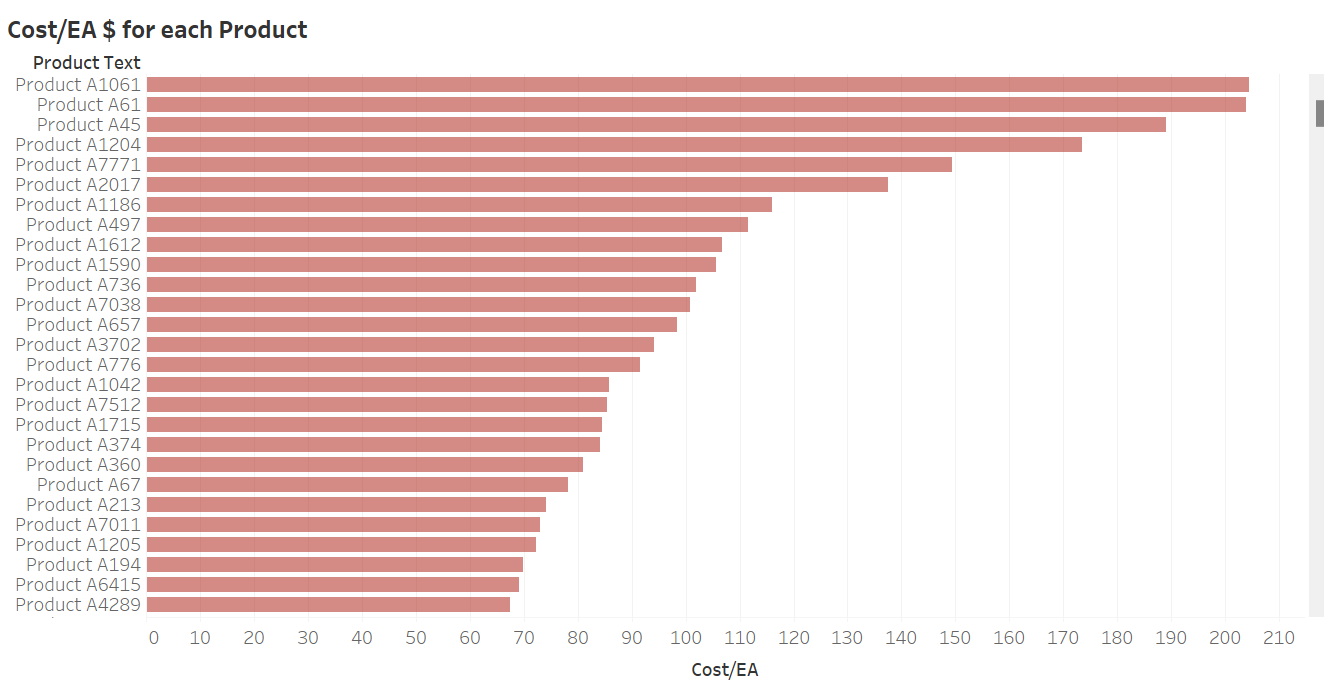 Cost/EA $ for each Product
Product Text
Product A1061
Product A61
Product A45
Product A1204
Product A7771
Product A2017
Product A1186
Product A497
Product A1612
Product A1590
Product A736
Product A7038
Product A657
Product A3702
Product A776
Product A1042
Product A7512
Product A1715
Product A374
Product A360
Product A67
Product A213
Product A7011
Product A1205
Product A194
Product A6415
Product A4289
0 10 20 30 40 50 60 70 80 90 100 110 120 130 140 150 160 170 180 190 200 210
Cost/EA